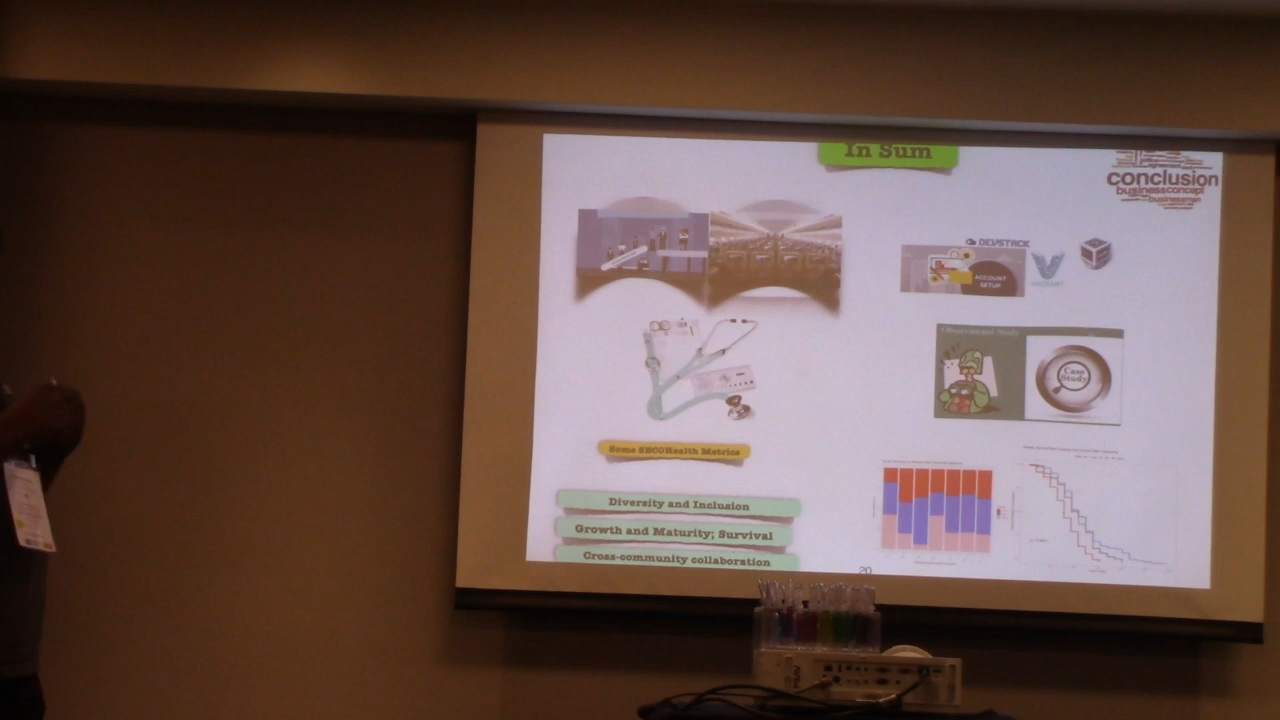 In Sum
conclusion
business concept
businessman
DEVSTACK
VAGRANT
ACCOUNT
SETUP
Observational Study
Case
Study
Some SECOHealth Metrics
Diversity and Inclusion
Growth and Maturity; Survival
Cross-community collaboration
20